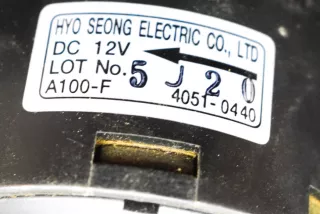 HYO SEONG ELECTRIC CO., LTD
DC 12V
LOT No. 5 J 2 0
A100-F 4051-0440